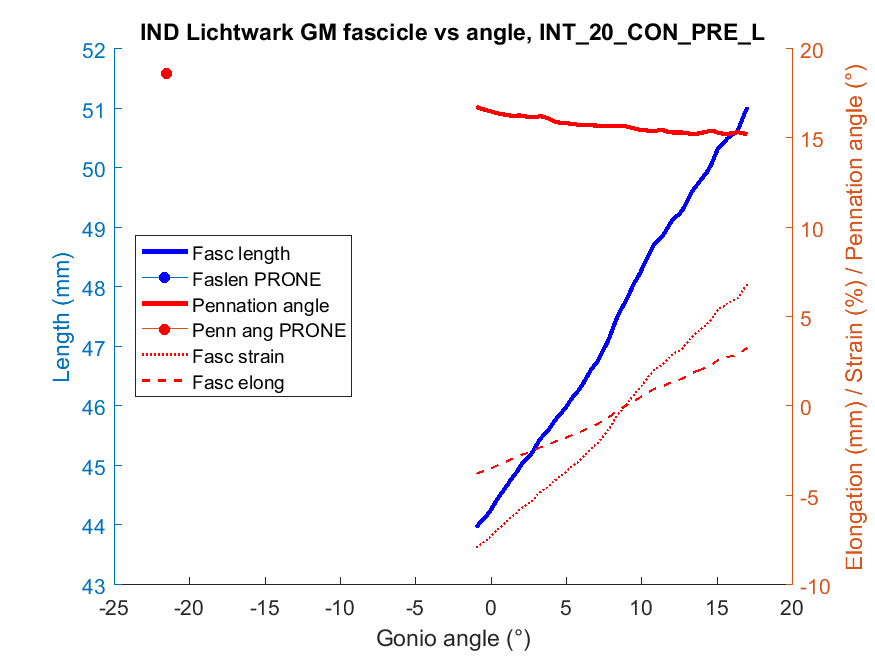 IND Lichtwark GM fascicle vs angle, INT_20_CON_PRE_L
52
51
50
49
48
47
46
45
44
43
Length (mm)
20
15
10
5
0
-5
-10
Elongation (mm) / Strain (%) / Pennation angle (°)
Fasc length
Faslen PRONE
Pennation angle
Penn ang PRONE
Fasc strain
Fasc elong
-25 -20 -15 -10 -5 0 5 10 15 20
Gonio angle (°)